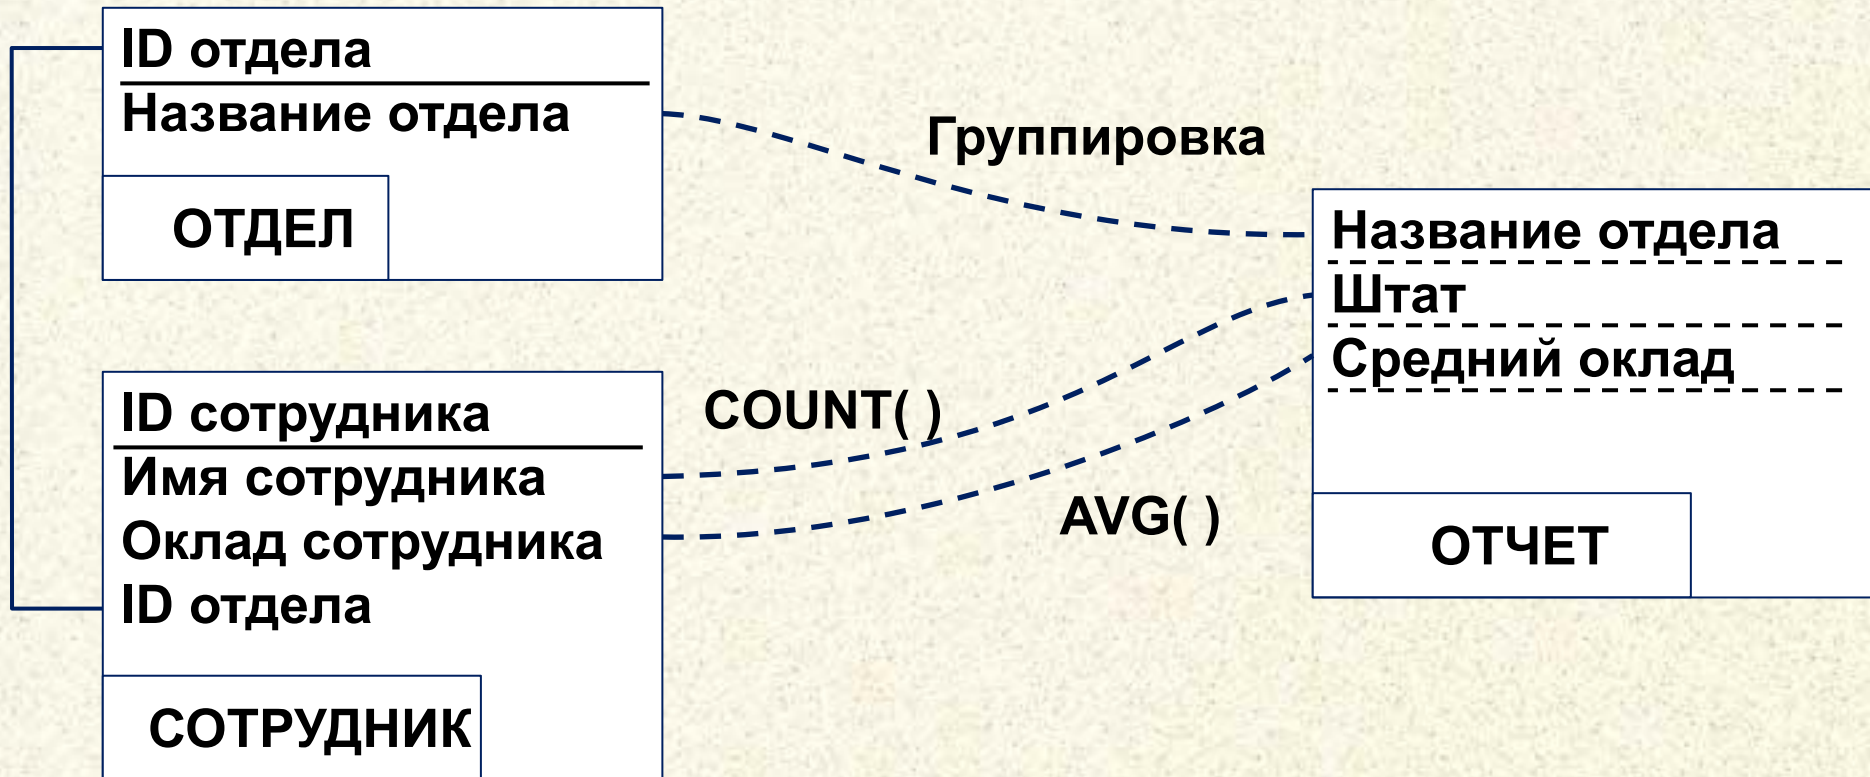 ID отдела
Название отдела
ОТДЕЛ
Группировка
Название отдела
Штат
Средний оклад
ОТЧЕТ
COUNT( )
AVG( )
ID сотрудника
Имя сотрудника
Оклад сотрудника
ID отдела
СОТРУДНИК